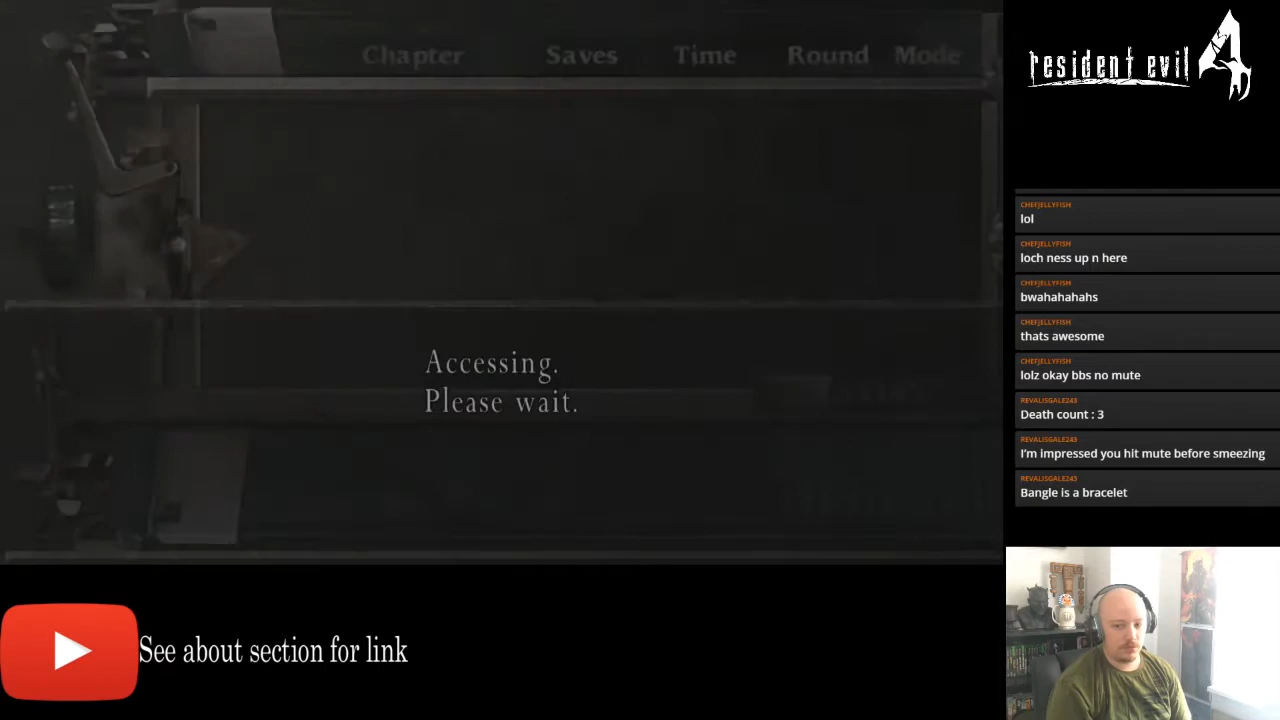 Chapter Saves Time Round Mode
Accessing.
Please wait.
resident evil 4
CHEFJELLYFISH
lol
CHEFJELLYFISH
loch ness up n here
CHEFJELLYFISH
bwahahahahs
CHEFJELLYFISH
thats awesome
CHEFJELLYFISH
lolz okay bbs no mute
REVALISGALE243
Death count : 3
REVALISGALE243
I'm impressed you hit mute before smeezing
REVALISGALE243
Bangle is a bracelet
See about section for link